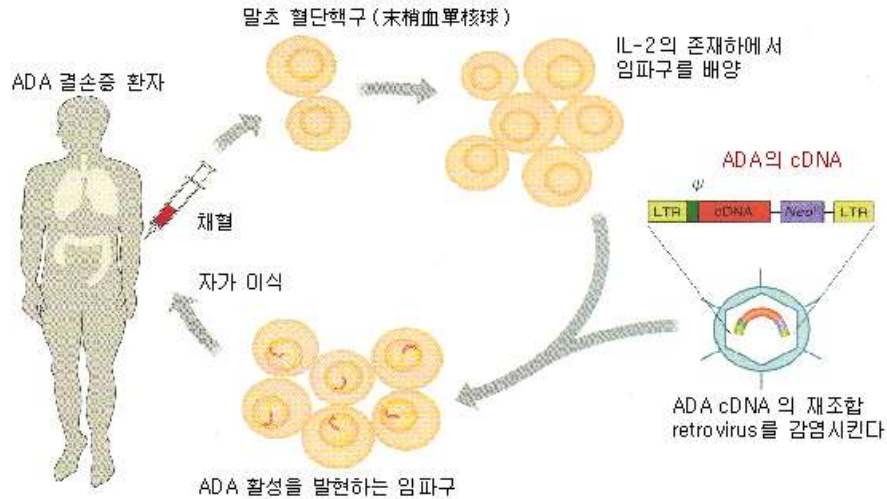 말초 혈단핵구(末梢血單核球)
IL-2의 존재하에서
임파구를 배양
ADA 결손증 환자
ADA의 cDNA
ψ
LTR cDNA Neoʳ LTR
채혈
자가 이식
ADA cDNA 의 재조합
retrovirus를 감염시킨다
ADA 활성을 발현하는 임파구